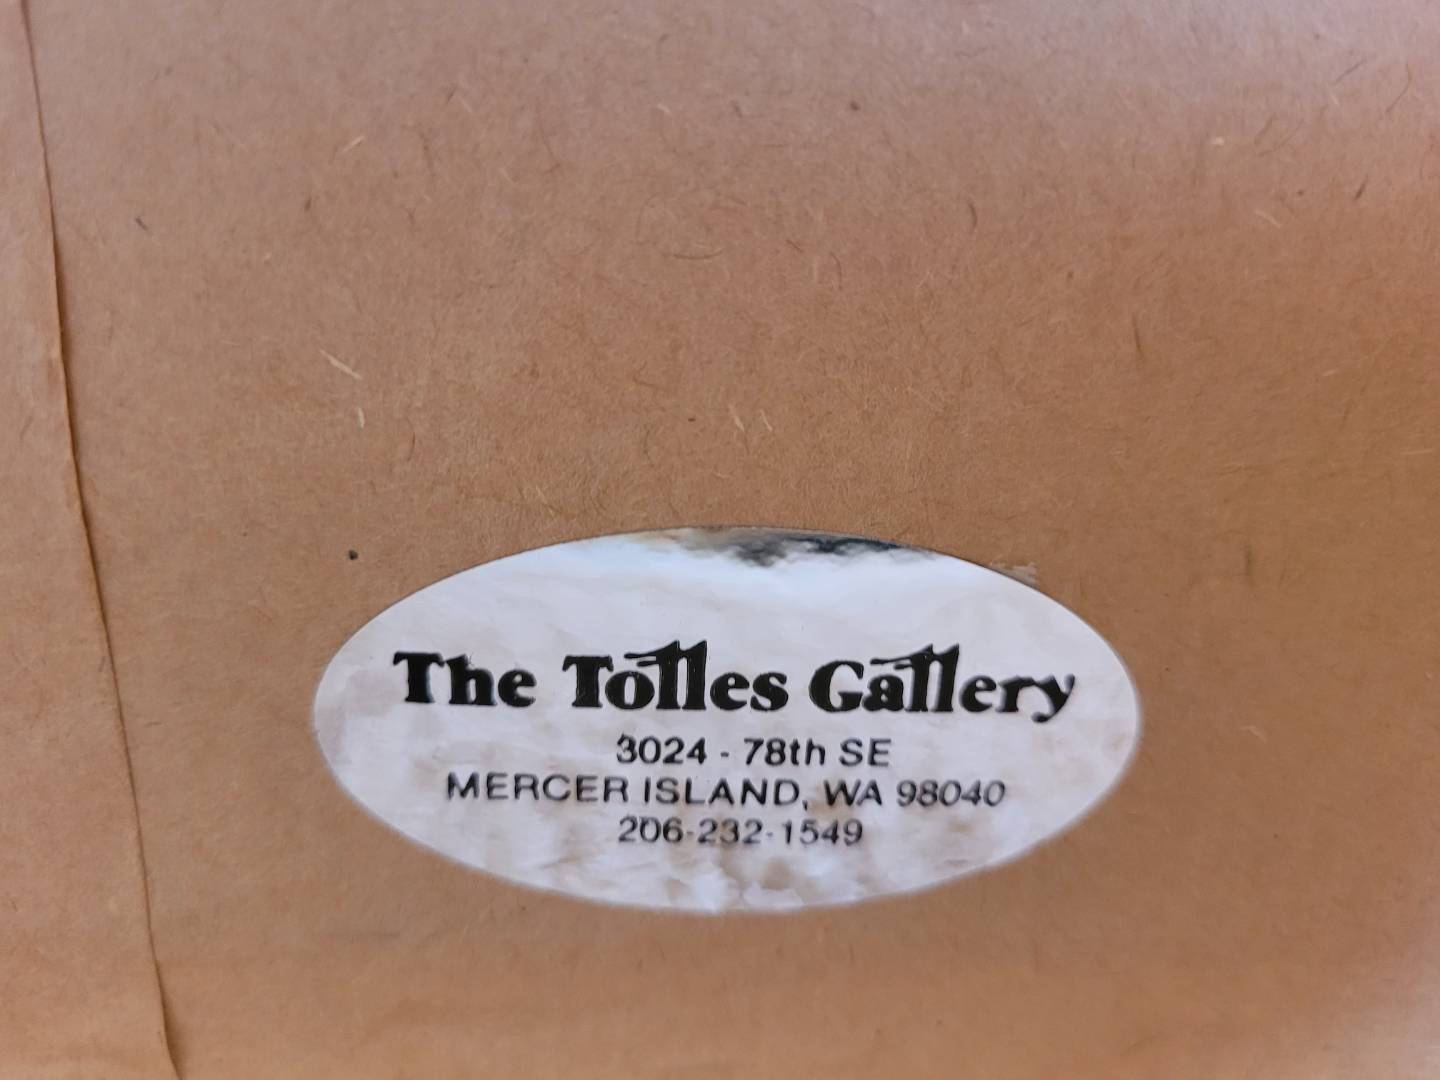 The Tolles Gallery
3024 - 78th SE
MERCER ISLAND, WA 98040
206-232-1549